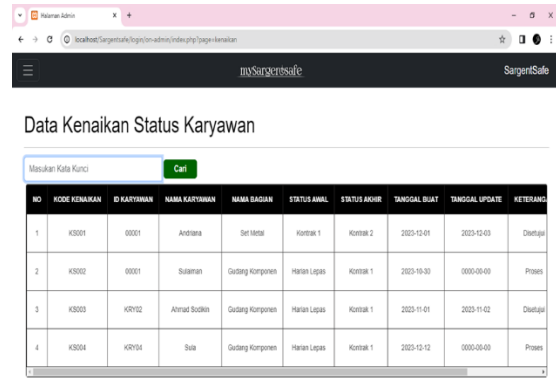 Halaman Admin
localhost/Sargentsafe/login/on-admin/index.php?page=kenaikan
mySargentsafe
SargentSafe
Data Kenaikan Status Karyawan
Masukan Kata Kunci Cari
NO KODE KENAIKAN ID KARYAWAN NAMA KARYAWAN NAMA BAGIAN STATUS AWAL STATUS AKHIR TANGGAL BUAT TANGGAL UPDATE KETERANGA
1 KS001 00001 Andriana Set Metal Kontrak 1 Kontrak 2 2023-12-01 2023-12-03 Disetujui
2 KS002 00001 Sulaiman Gudang Komponen Harian Lepas Kontrak 1 2023-10-30 0000-00-00 Proses
3 KS003 KRY02 Ahmad Sodikin Gudang Komponen Harian Lepas Kontrak 1 2023-11-01 2023-11-02 Disetujui
4 KS004 KRY04 Sula Gudang Komponen Harian Lepas Kontrak 1 2023-12-12 0000-00-00 Proses